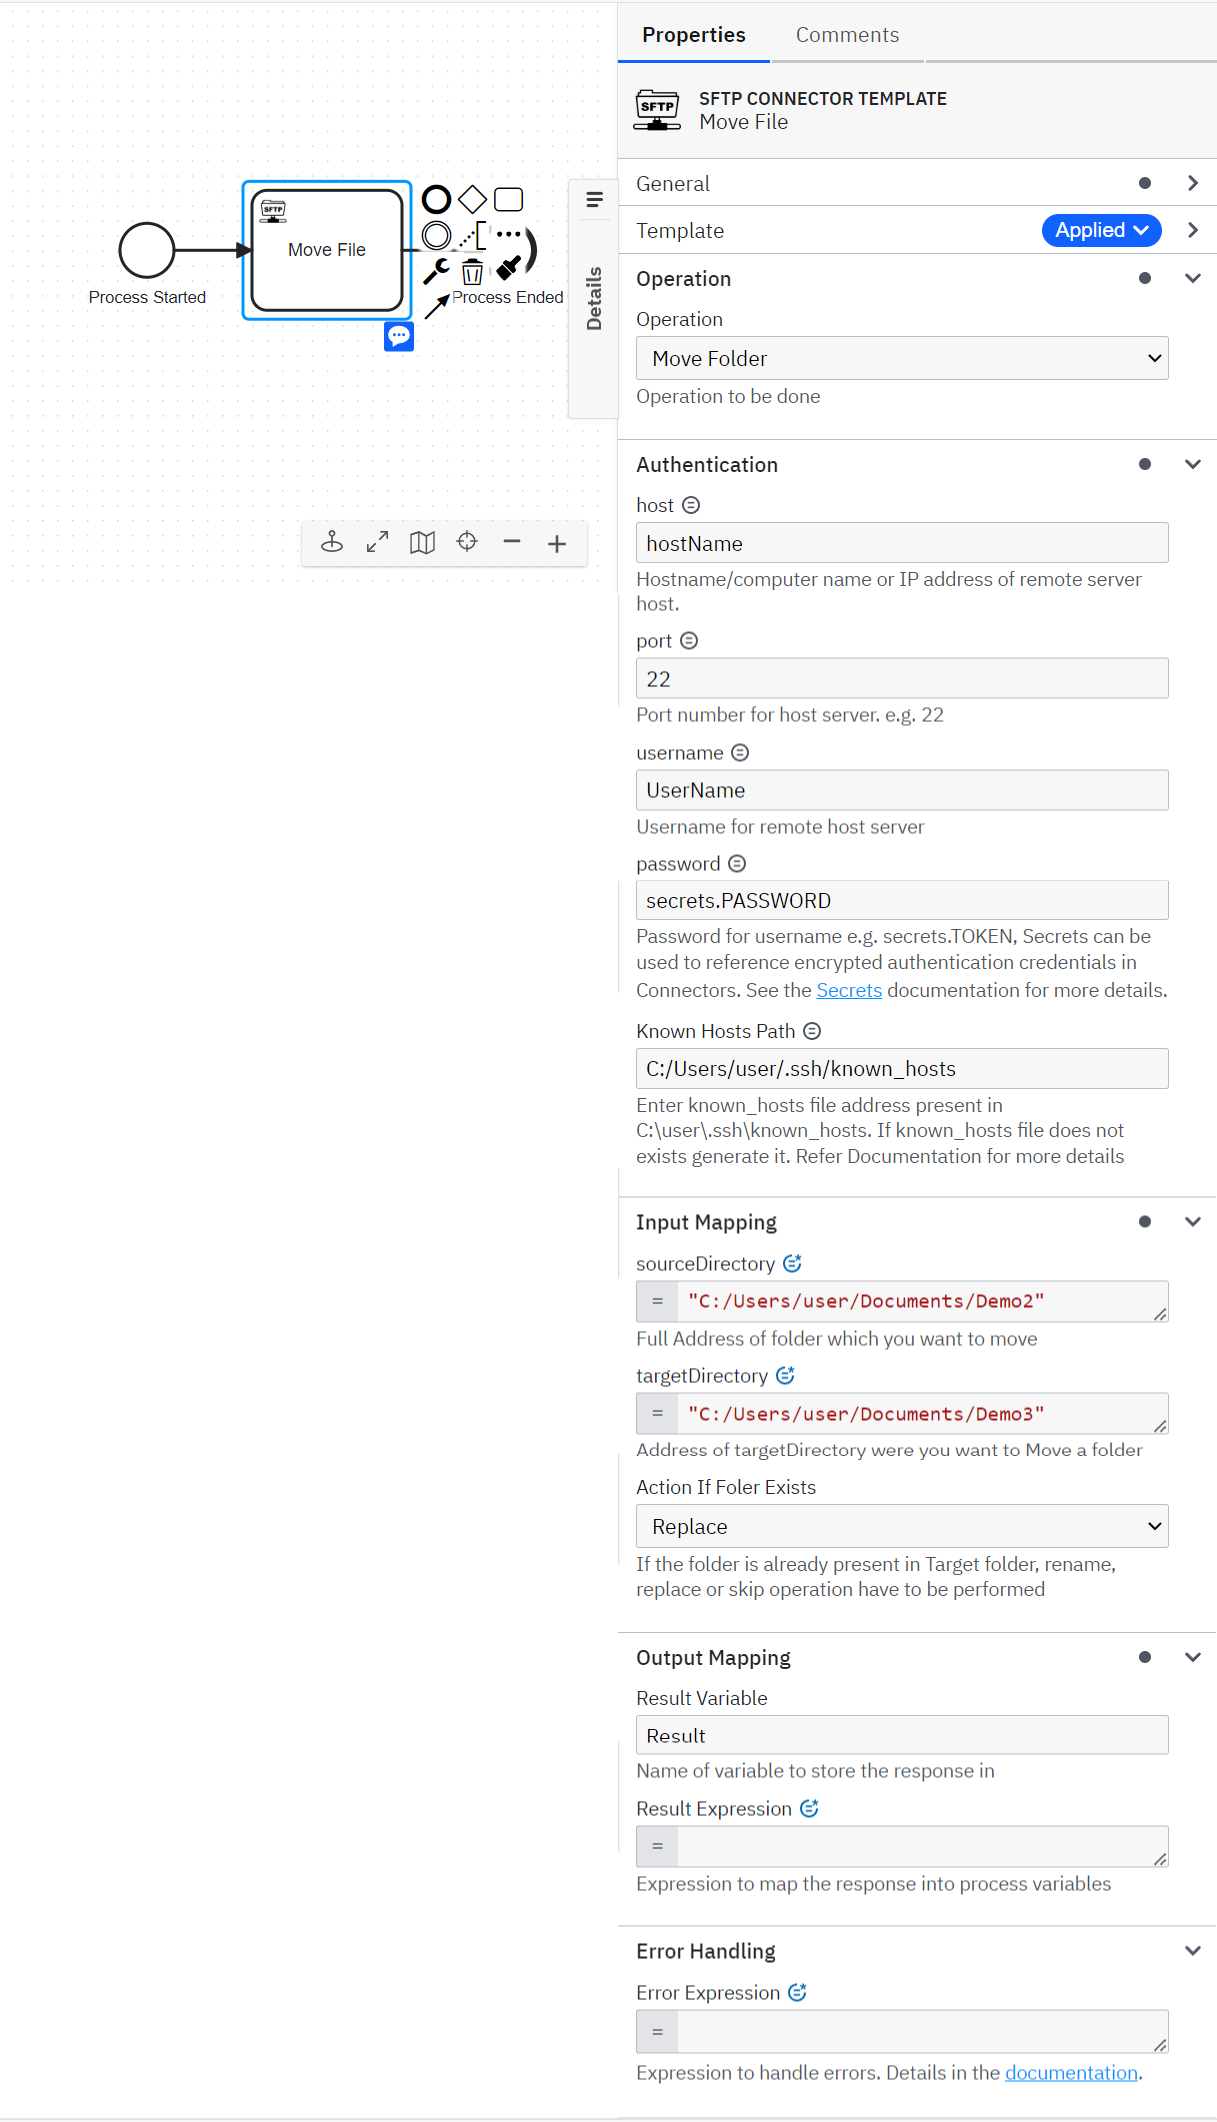 Properties
Comments
SFTP
SFTP CONNECTOR TEMPLATE
Move File
General
Template
Applied
SFTP
Move File
Process Started
Process Ended
Details
Operation
Operation
Move Folder
Operation to be done
Authentication
host
hostName
Hostname/computer name or IP address of remote server
host.
port
22
Port number for host server. e.g. 22
username
UserName
Username for remote host server
password
secrets.PASSWORD
Password for username e.g. secrets.TOKEN, Secrets can be
used to reference encrypted authentication credentials in
Connectors. See the Secrets documentation for more details.
Known Hosts Path
C:/Users/user/.ssh/known_hosts
Enter known_hosts file address present in
C:\user\.ssh\known_hosts. If known_hosts file does not
exists generate it. Refer Documentation for more details
Input Mapping
sourceDirectory
= "C:/Users/user/Documents/Demo2"
Full Address of folder which you want to move
targetDirectory
= "C:/Users/user/Documents/Demo3"
Address of targetDirectory were you want to Move a folder
Action If Foler Exists
Replace
If the folder is already present in Target folder, rename,
replace or skip operation have to be performed
Output Mapping
Result Variable
Result
Name of variable to store the response in
Result Expression
=
Expression to map the response into process variables
Error Handling
Error Expression
=
Expression to handle errors. Details in the documentation.